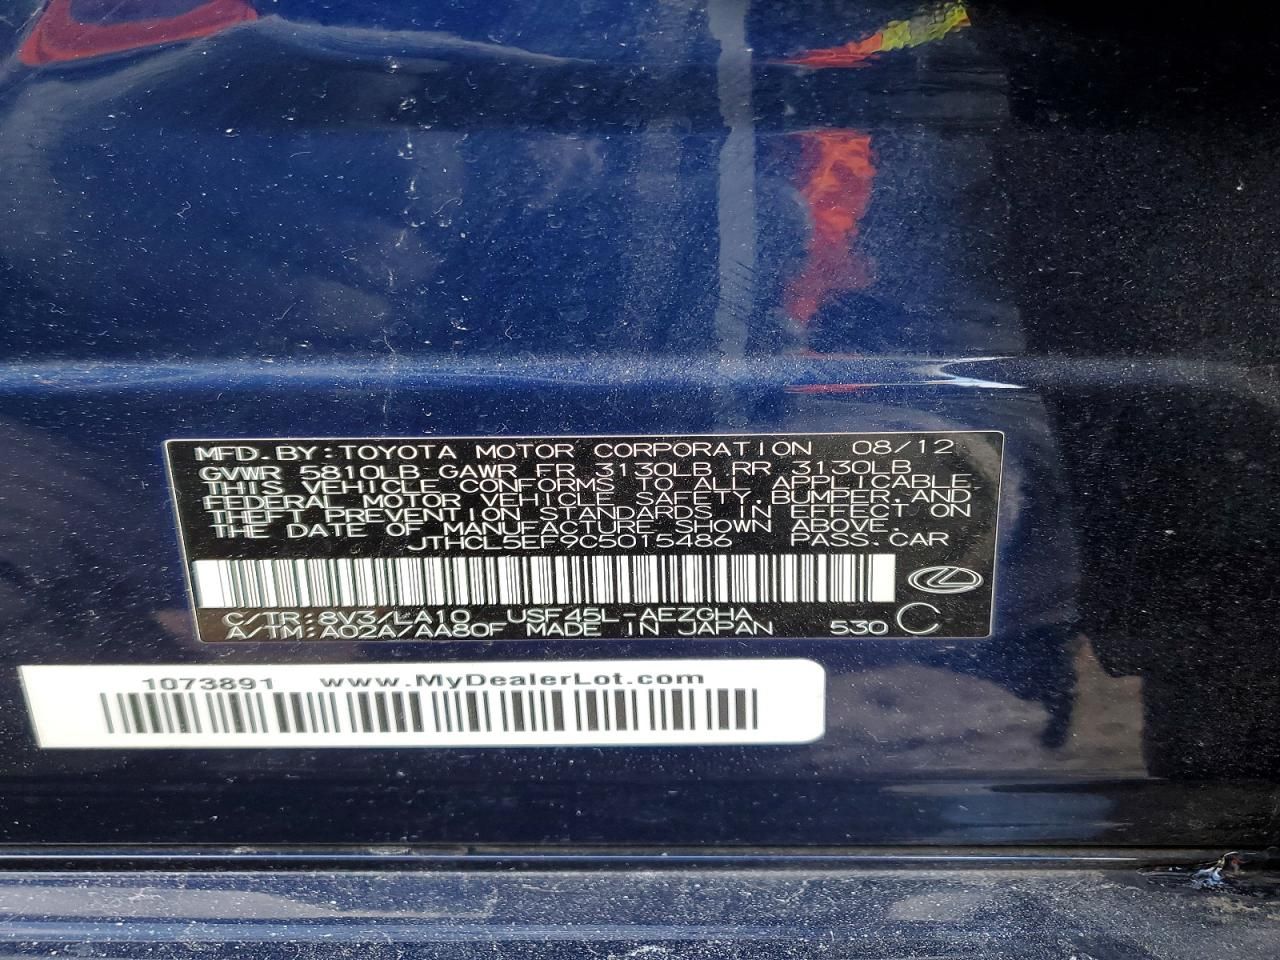 MFD. BY: TOYOTA MOTOR CORPORATION 08/12
GVWR 5810LB GAWR FR 3130LB RR 3130LB
THIS VEHICLE CONFORMS TO ALL APPLICABLE
FEDERAL MOTOR VEHICLE SAFETY, BUMPER, AND
THEFT PREVENTION STANDARDS IN EFFECT ON
THE DATE OF MANUFACTURE SHOWN ABOVE.
JTHCL5EF9C5015486 PASS. CAR
C/TR: 8V3/LA10 USF45L-AEZGHA
A/TM: A02A/AA80F MADE IN JAPAN 530 C
1073891 www.MyDealerLot.com